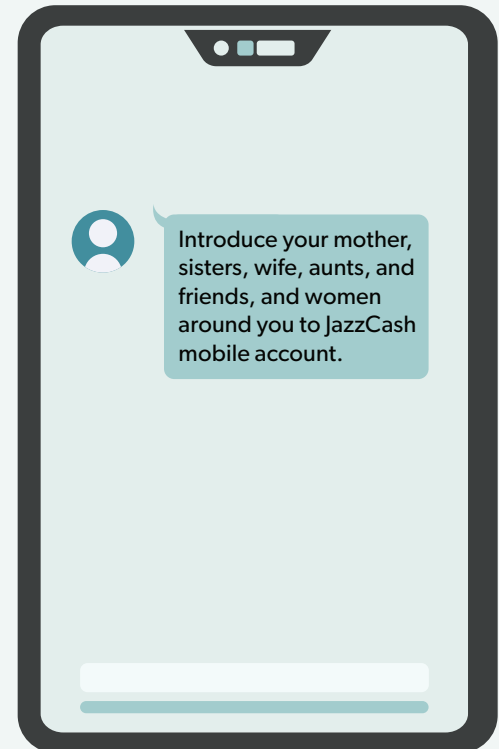 Introduce your mother,
sisters, wife, aunts, and
friends, and women
around you to JazzCash
mobile account.